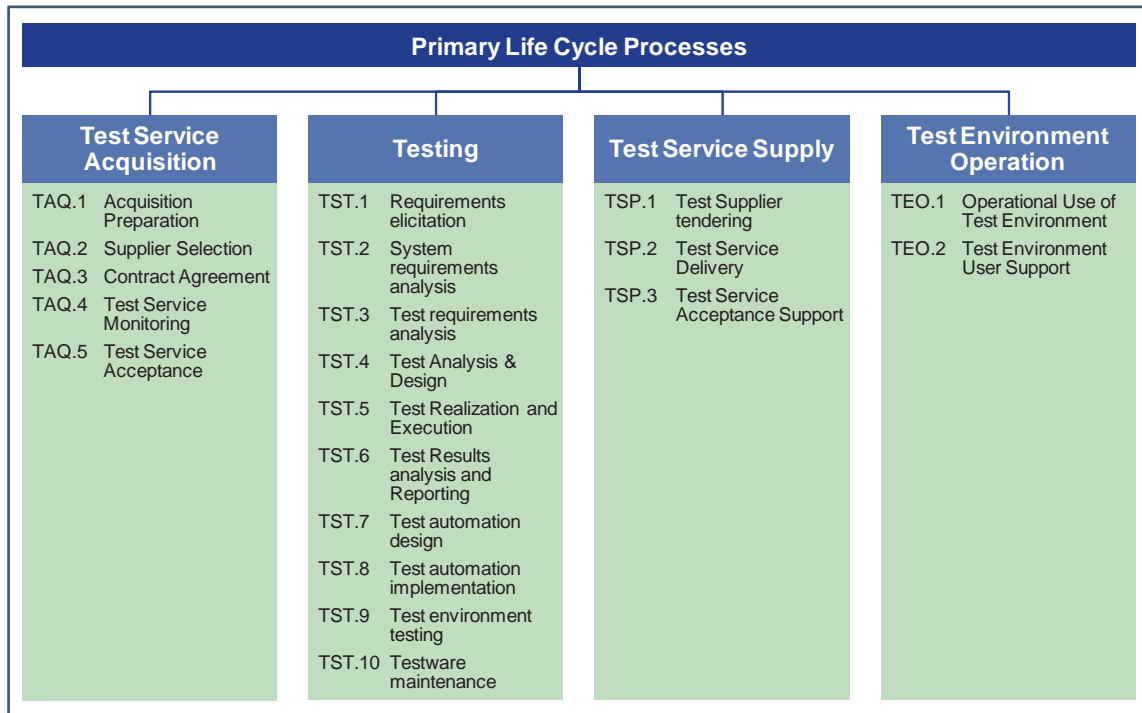 Primary Life Cycle Processes
Test Service
Acquisition
TAQ.1 Acquisition
Preparation
TAQ.2 Supplier Selection
TAQ.3 Contract Agreement
TAQ.4 Test Service
Monitoring
TAQ.5 Test Service
Acceptance
Testing
TST.1 Requirements
elicitation
TST.2 System
requirements
analysis
TST.3 Test requirements
analysis
TST.4 Test Analysis &
Design
TST.5 Test Realization and
Execution
TST.6 Test Results
analysis and
Reporting
TST.7 Test automation
design
TST.8 Test automation
implementation
TST.9 Test environment
testing
TST.10 Testware
maintenance
Test Service Supply
TSP.1 Test Supplier
tendering
TSP.2 Test Service
Delivery
TSP.3 Test Service
Acceptance Support
Test Environment
Operation
TEO.1 Operational Use of
Test Environment
TEO.2 Test Environment
User Support